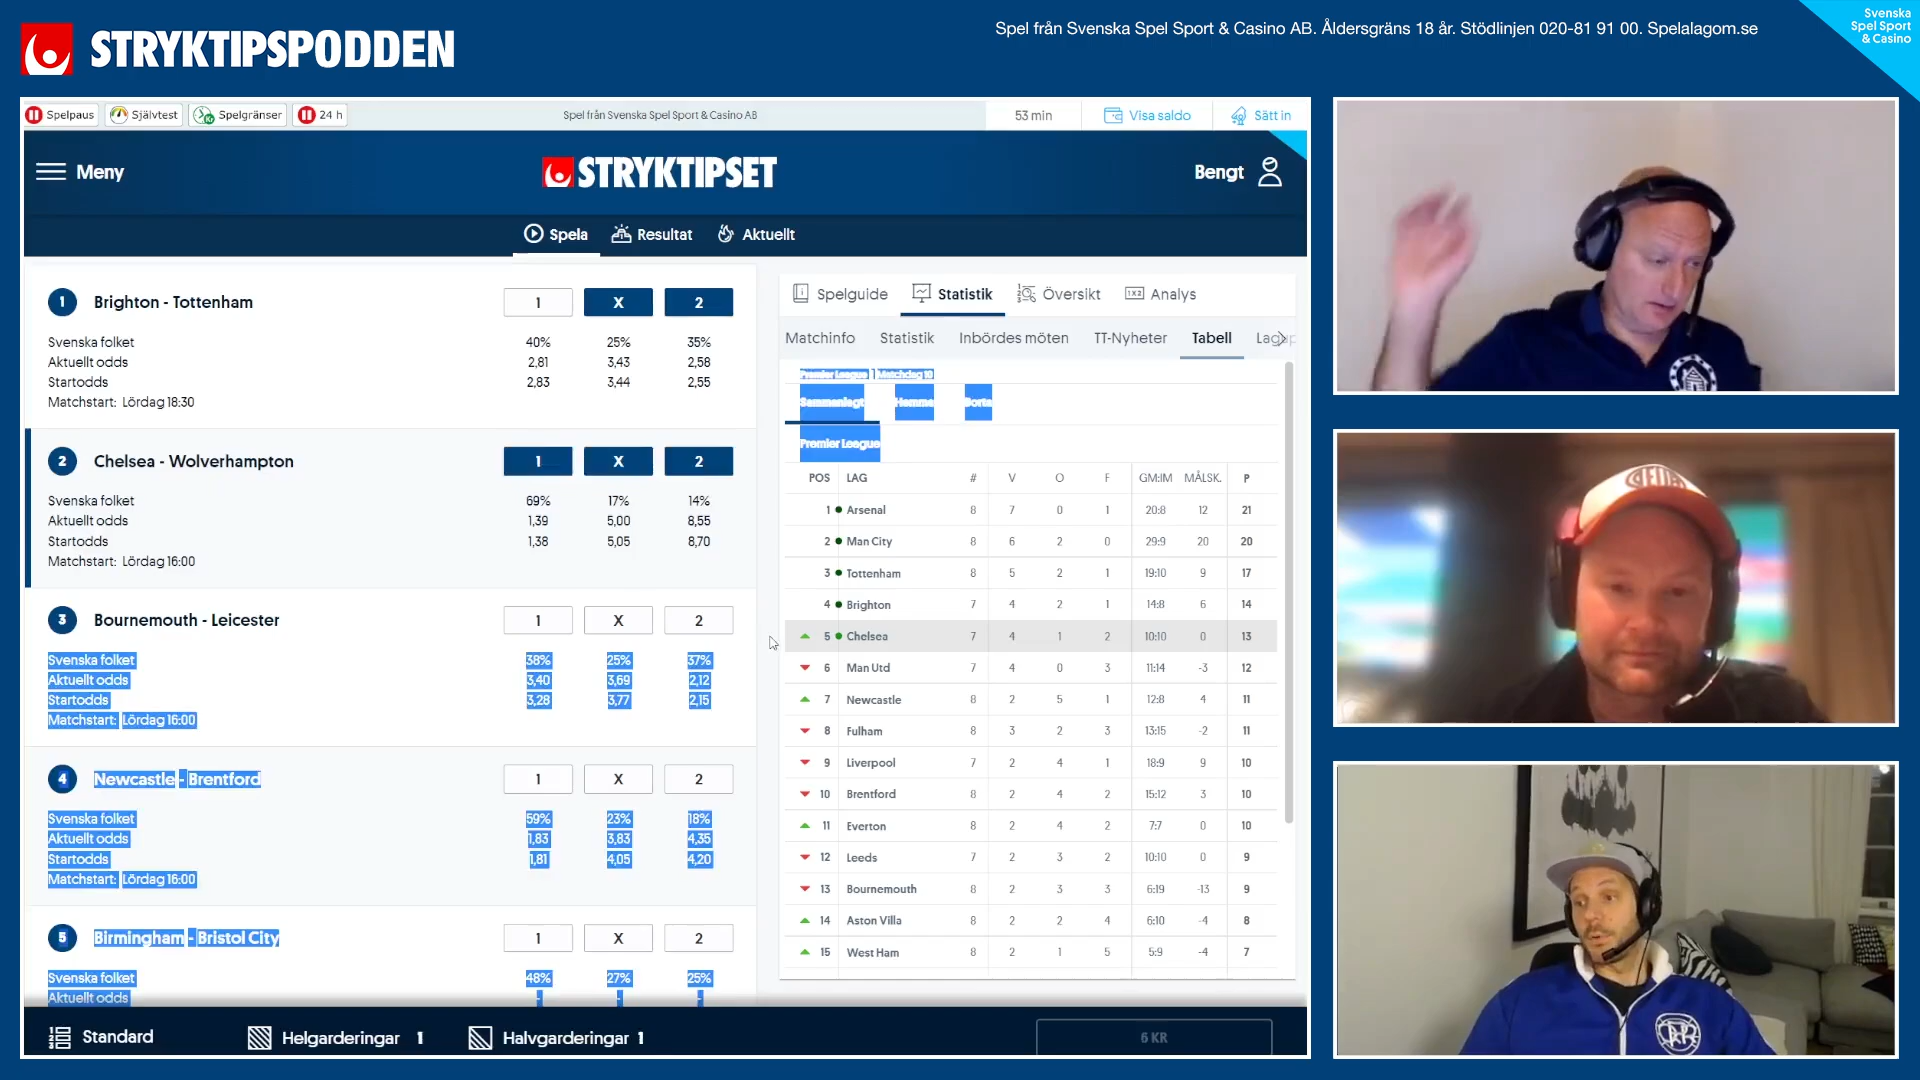 STRYKTIPSPODDEN
Spel från Svenska Spel Sport & Casino AB. Åldersgräns 18 år. Stödlinjen 020-81 91 00. Spelalagom.se
Svenska
Spel Sport
& Casino
Spelpaus Självtest Spelgränser 24 h Spel från Svenska Spel Sport & Casino AB 53 min Visa saldo Sätt in
Meny STRYKTIPSET Bengt
Spela Resultat Aktuellt
1 Brighton - Tottenham 1 X 2
Svenska folket 40% 25% 35%
Aktuellt odds 2,81 3,43 2,58
Startodds 2,83 3,44 2,55
Matchstart: Lördag 18:30
2 Chelsea - Wolverhampton 1 X 2
Svenska folket 69% 17% 14%
Aktuellt odds 1,39 5,00 8,55
Startodds 1,38 5,05 8,70
Matchstart: Lördag 16:00
3 Bournemouth - Leicester 1 X 2
Svenska folket 38% 25% 37%
Aktuellt odds 3,40 3,69 2,12
Startodds 3,28 3,77 2,15
Matchstart: Lördag 16:00
4 Newcastle - Brentford 1 X 2
Svenska folket 59% 23% 18%
Aktuellt odds 1,83 3,83 4,35
Startodds 1,81 4,05 4,20
Matchstart: Lördag 16:00
5 Birmingham - Bristol City 1 X 2
Svenska folket 48% 27% 25%
Aktuellt odds - - -
Spelguide Statistik Översikt Analys
Matchinfo Statistik Inbördes möten TT-Nyheter Tabell
Premier League | Matchdag 10
Sammanlagt Hemma Borta
Premier League
POS LAG # V O F GM:IM MÅLSK. P
1 Arsenal 8 7 0 1 20:8 12 21
2 Man City 8 6 2 0 29:9 20 20
3 Tottenham 8 5 2 1 19:10 9 17
4 Brighton 7 4 2 1 14:8 6 14
5 Chelsea 7 4 1 2 10:10 0 13
6 Man Utd 7 4 0 3 11:14 -3 12
7 Newcastle 8 2 5 1 12:8 4 11
8 Fulham 8 3 2 3 13:15 -2 11
9 Liverpool 7 2 4 1 18:9 9 10
10 Brentford 8 2 4 2 15:12 3 10
11 Everton 8 2 4 2 7:7 0 10
12 Leeds 7 2 3 2 10:10 0 9
13 Bournemouth 8 2 3 3 6:19 -13 9
14 Aston Villa 8 2 2 4 6:10 -4 8
15 West Ham 8 2 1 5 5:9 -4 7
Standard Helgarderingar 1 Halvgarderingar 1 6 KR